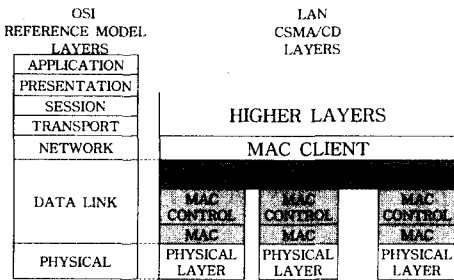 OSI
REFERENCE MODEL
LAYERS
APPLICATION
PRESENTATION
SESSION
TRANSPORT
NETWORK
DATA LINK
PHYSICAL
LAN
CSMA/CD
LAYERS
HIGHER LAYERS
MAC CLIENT
MAC
CONTROL
MAC
PHYSICAL
LAYER
MAC
CONTROL
MAC
PHYSICAL
LAYER
MAC
CONTROL
MAC
PHYSICAL
LAYER